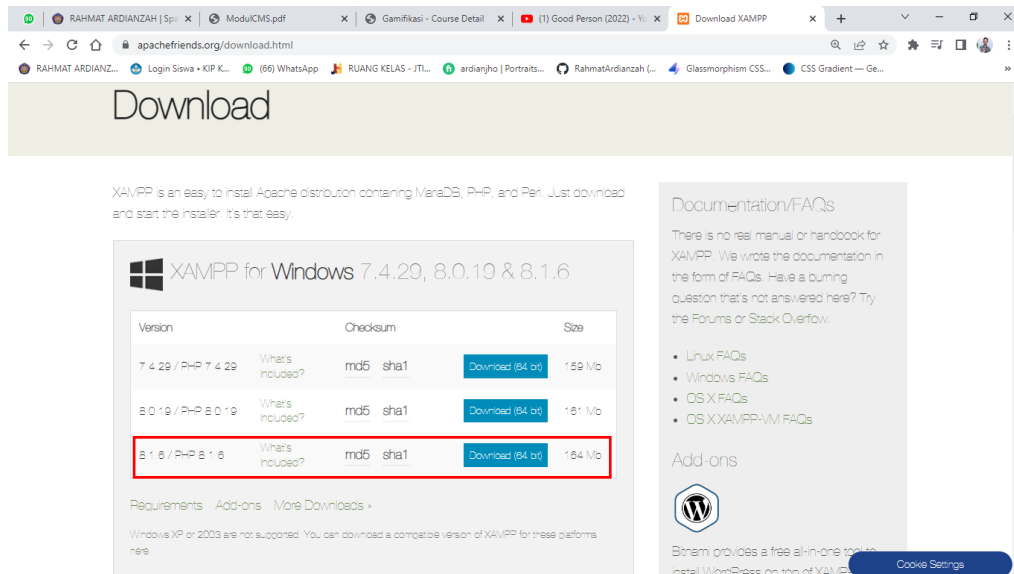 RAHMAT ARDIANZAH | Spa
ModulCMS.pdf
Gamifikasi - Course Detail
(1) Good Person (2022) - Yo
Download XAMPP
apachefriends.org/download.html
RAHMAT ARDIANZ...
Login Siswa • KIP K...
(66) WhatsApp
RUANG KELAS - JTI...
ardianjho | Portraits...
RahmatArdianzah (...
Glassmorphism CSS...
CSS Gradient — Ge...
»
Download
XAMPP is an easy to install Apache distribution containing MariaDB, PHP, and Perl. Just download
and start the installer. It's that easy.
XAMPP for Windows 7.4.29, 8.0.19 & 8.1.6
Version Checksum Size
7.4.29 / PHP 7.4.29 What's Included? md5 sha1 Download (64 bit) 159 Mb
8.0.19 / PHP 8.0.19 What's Included? md5 sha1 Download (64 bit) 161 Mb
8.1.6 / PHP 8.1.6 What's Included? md5 sha1 Download (64 bit) 164 Mb
Requirements Add-ons More Downloads »
Windows XP or 2003 are not supported. You can download a compatible version of XAMPP for these platforms
here.
Documentation/FAQs
There is no real manual or handbook for
XAMPP. We wrote the documentation in
the form of FAQs. Have a burning
question that's not answered here? Try
the Forums or Stack Overflow.
• Linux FAQs
• Windows FAQs
• OS X FAQs
• OS X XAMPP-VM FAQs
Add-ons
Bitnami provides a free all-in-one tool to
install WordPress on top of XAMPP
Cookie Settings